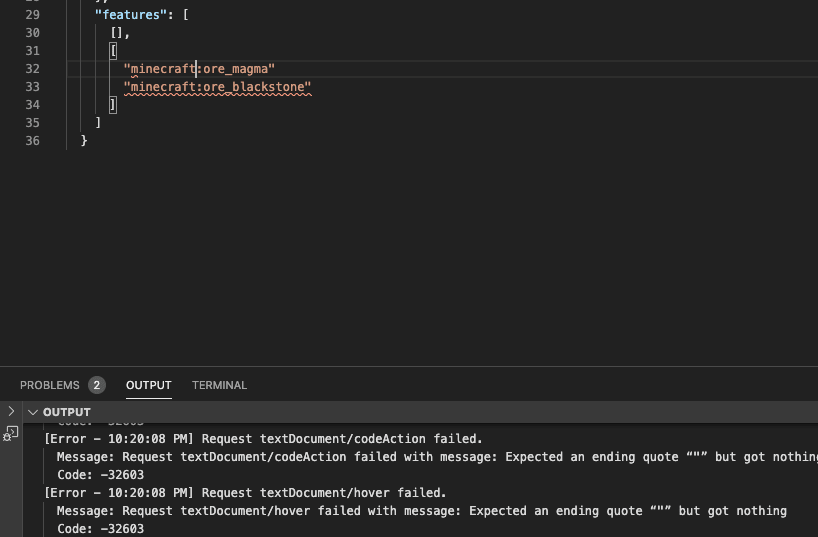 29 "features": [
30 [],
31 [
32 "minecraft:ore_magma"
33 "minecraft:ore_blackstone"
34 ]
35 ]
36 }
PROBLEMS 2 OUTPUT TERMINAL
OUTPUT
Code: -32603
[Error - 10:20:08 PM] Request textDocument/codeAction failed.
Message: Request textDocument/codeAction failed with message: Expected an ending quote “"” but got nothing
Code: -32603
[Error - 10:20:08 PM] Request textDocument/hover failed.
Message: Request textDocument/hover failed with message: Expected an ending quote “"” but got nothing
Code: -32603